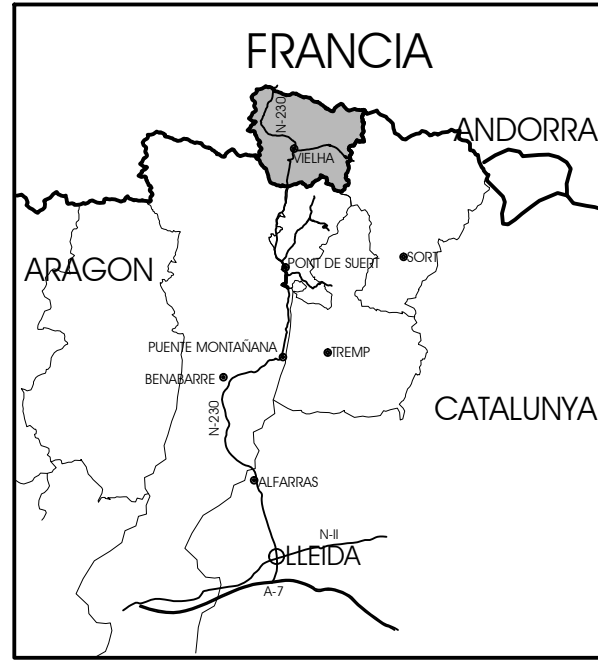 FRANCIA
N-230
ANDORRA
VIELHA
ARAGON
PONT DE SUERT
SORT
PUENTE MONTAÑANA
TREMP
BENABARRE
N-230
CATALUNYA
ALFARRAS
N-II
LLEIDA
A-7